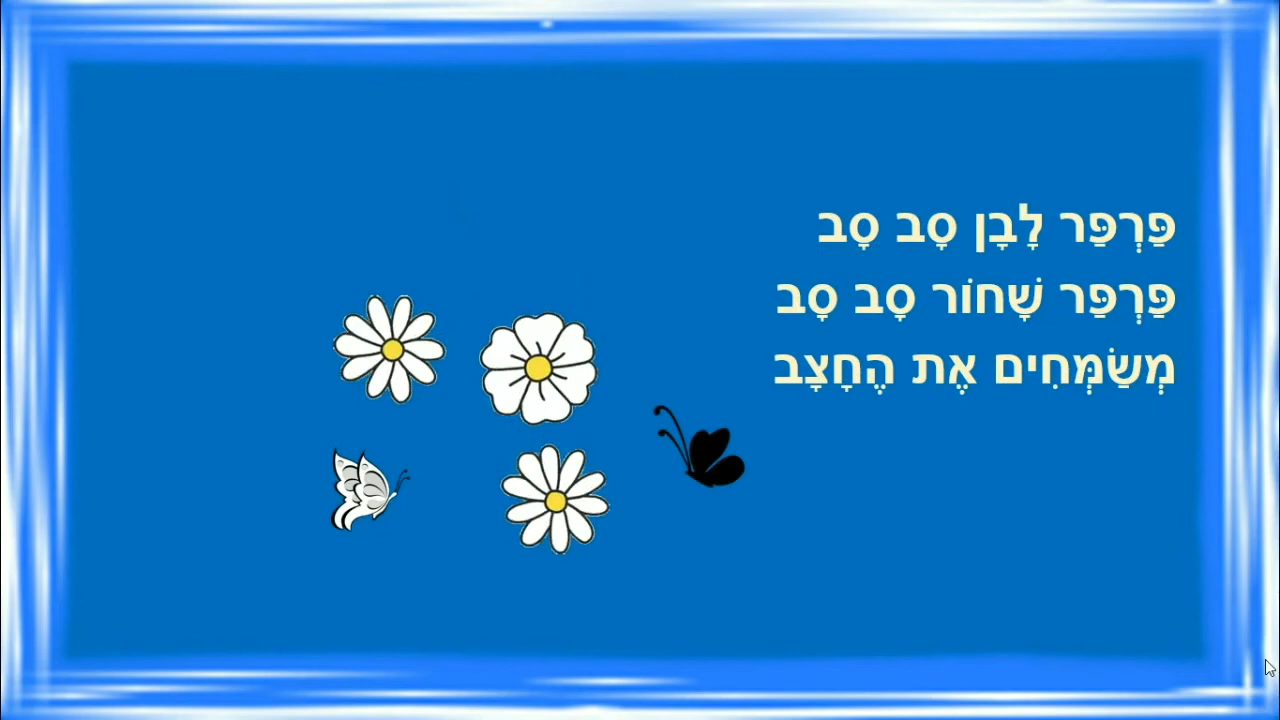 פַּרְפַּר לָבָן סָב סָב
פַּרְפַּר שָׁחוֹר סָב סָב
מְשַׂמְּחִים אֶת הֶחָצָב